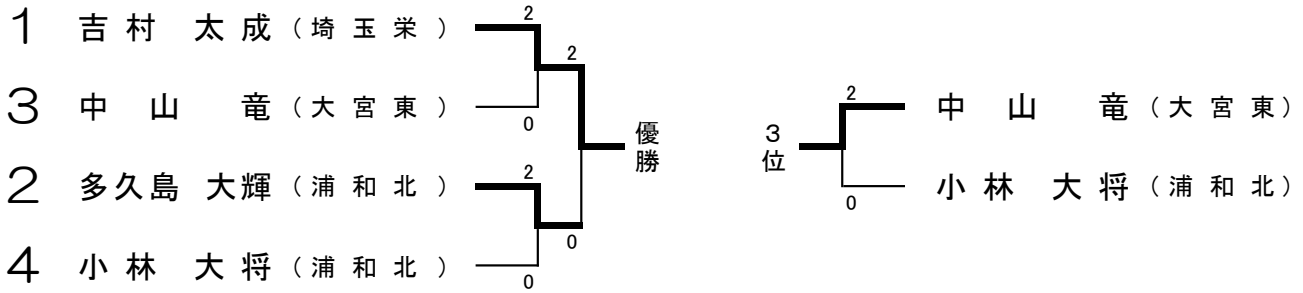 1 吉村 太成（埼玉栄） 2
2
3 中山 竜（大宮東） 0
優勝
2 多久島 大輝（浦和北） 2
0
4 小林 大将（浦和北） 0
3位
2 中山 竜（大宮東）
0 小林 大将（浦和北）